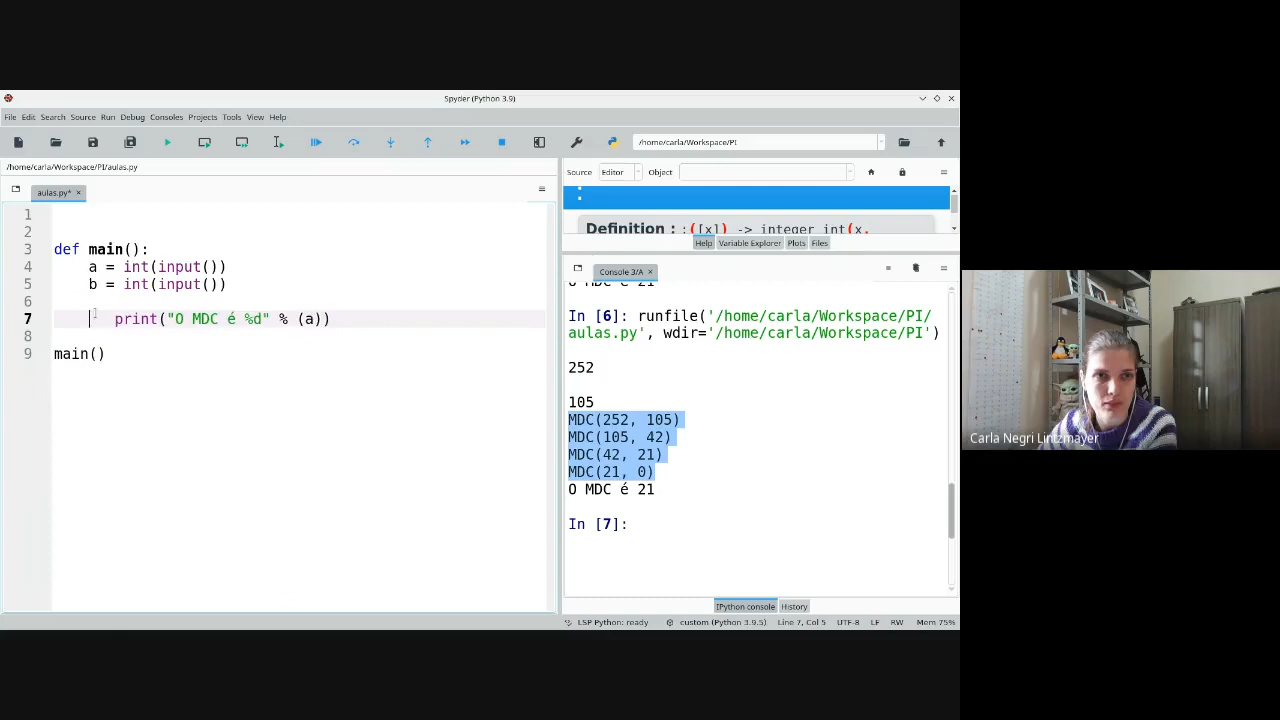 Spyder (Python 3.9)
File Edit Search Source Run Debug Consoles Projects Tools View Help
/home/carla/Workspace/PI
/home/carla/Workspace/PI/aulas.py
aulas.py*
1
2
3 def main():
4 a = int(input())
5 b = int(input())
6
7 print("O MDC é %d" % (a))
8
9 main()
Source Editor Object
:
Definition : :([x]) -> integer int(x,
Help Variable Explorer Plots Files
Console 3/A
O MDC é 21
In [6]: runfile('/home/carla/Workspace/PI/
aulas.py', wdir='/home/carla/Workspace/PI')
252
105
MDC(252, 105)
MDC(105, 42)
MDC(42, 21)
MDC(21, 0)
O MDC é 21
In [7]:
IPython console History
LSP Python: ready custom (Python 3.9.5) Line 7, Col 5 UTF-8 LF RW Mem 75%
Carla Negri Lintzmayer